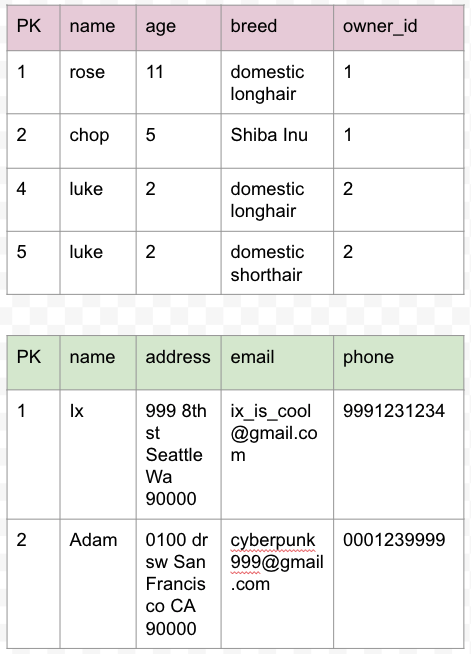 PK name age breed owner_id
1 rose 11 domestic longhair 1
2 chop 5 Shiba Inu 1
4 luke 2 domestic longhair 2
5 luke 2 domestic shorthair 2
PK name address email phone
1 Ix 999 8th st Seattle Wa 90000 ix_is_cool@gmail.com 9991231234
2 Adam 0100 dr sw San Francisco CA 90000 cyberpunk999@gmail.com 0001239999